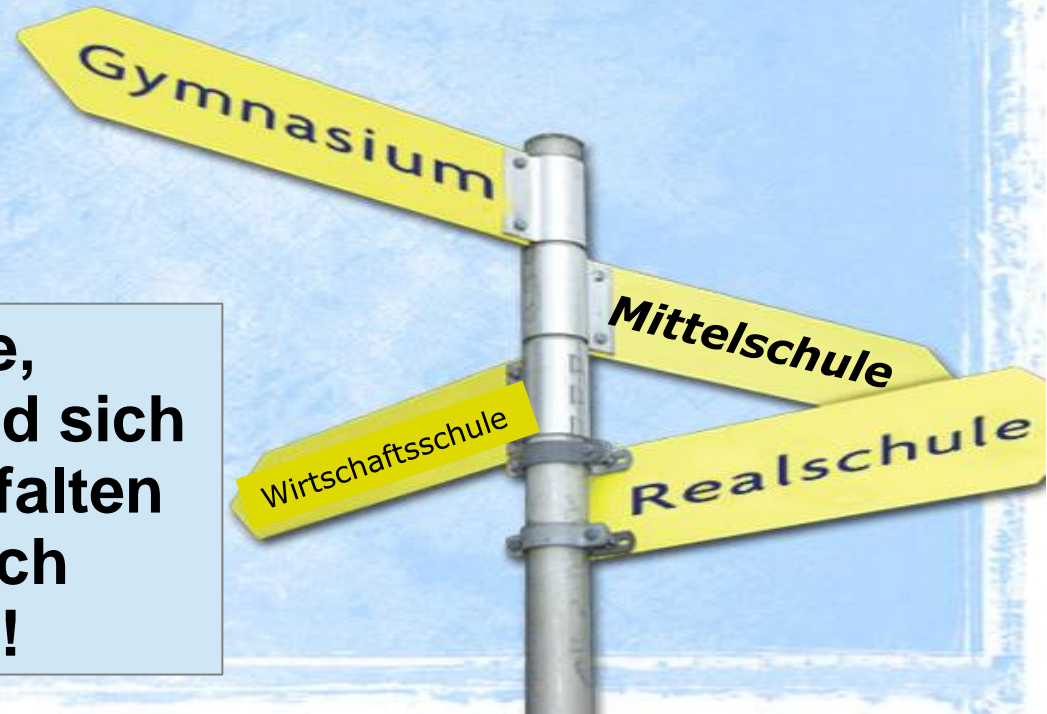 Gymnasium
Mittelschule
Wirtschaftsschule
Realschule
e,
d sich
falten
ch
!